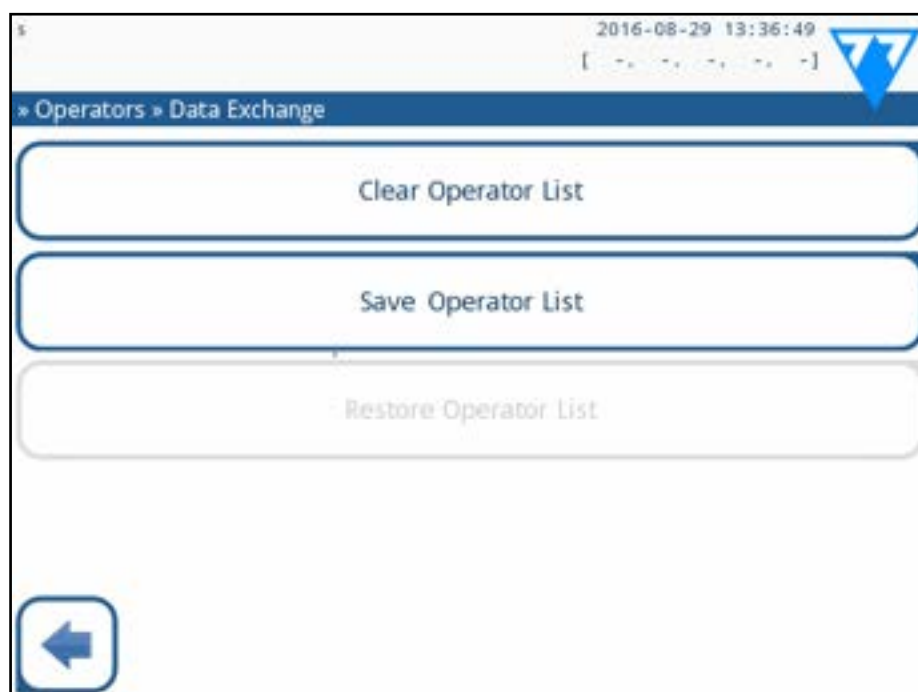 s
2016-08-29 13:36:49
[ -. -. -. -. -]
» Operators » Data Exchange
Clear Operator List
Save Operator List
Restore Operator List